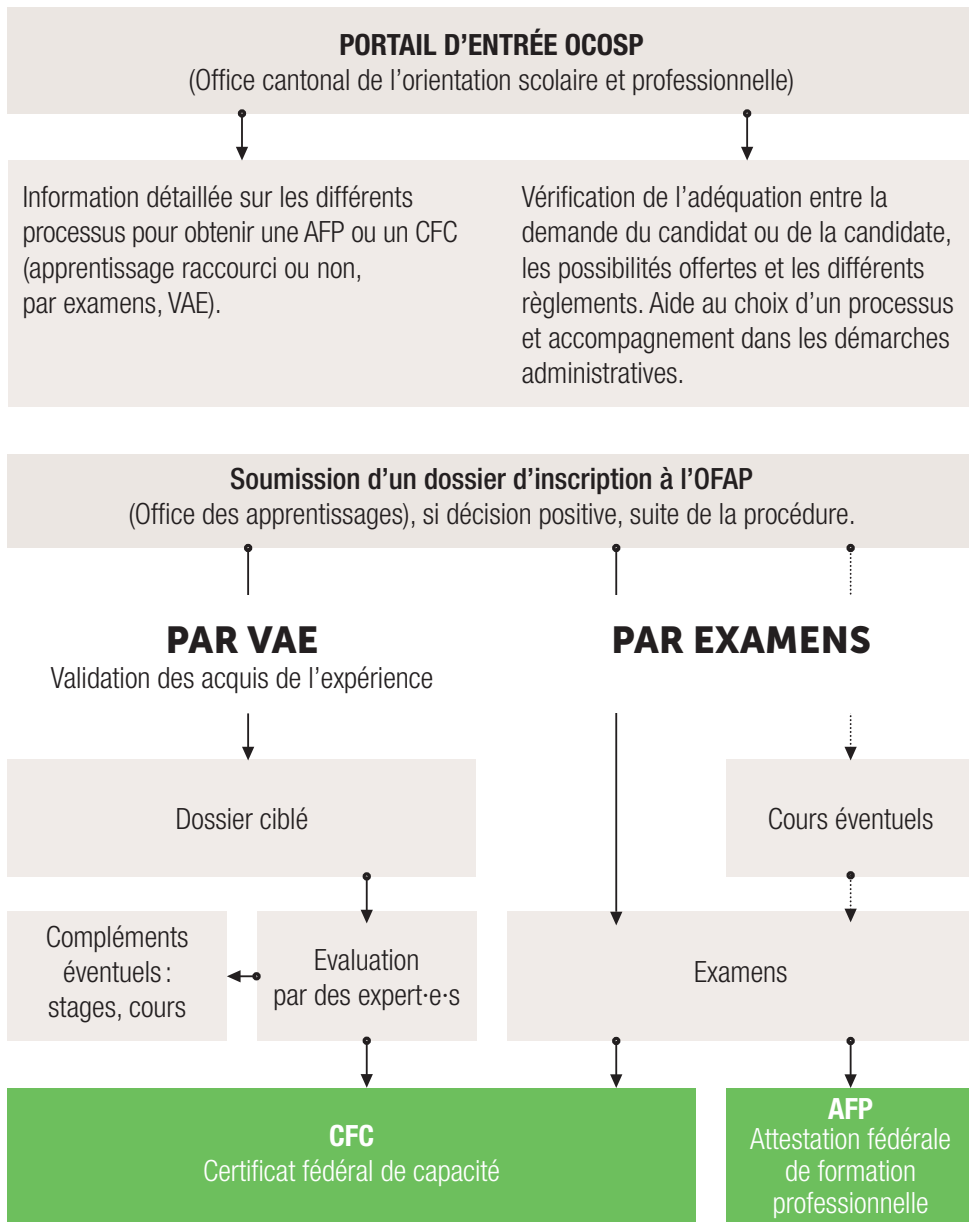 PORTAIL D'ENTRÉE OCOSP
(Office cantonal de l'orientation scolaire et professionnelle)
Information détaillée sur les différents
processus pour obtenir une AFP ou un CFC
(apprentissage raccourci ou non,
par examens, VAE).
Vérification de l'adéquation entre la
demande du candidat ou de la candidate,
les possibilités offertes et les différents
règlements. Aide au choix d'un processus
et accompagnement dans les démarches
administratives.
Soumission d'un dossier d'inscription à l'OFAP
(Office des apprentissages), si décision positive, suite de la procédure.
PAR VAE
Validation des acquis de l'expérience
PAR EXAMENS
Dossier ciblé
Cours éventuels
Compléments
éventuels :
stages, cours
Evaluation
par des expert·e·s
Examens
CFC
Certificat fédéral de capacité
AFP
Attestation fédérale
de formation
professionnelle